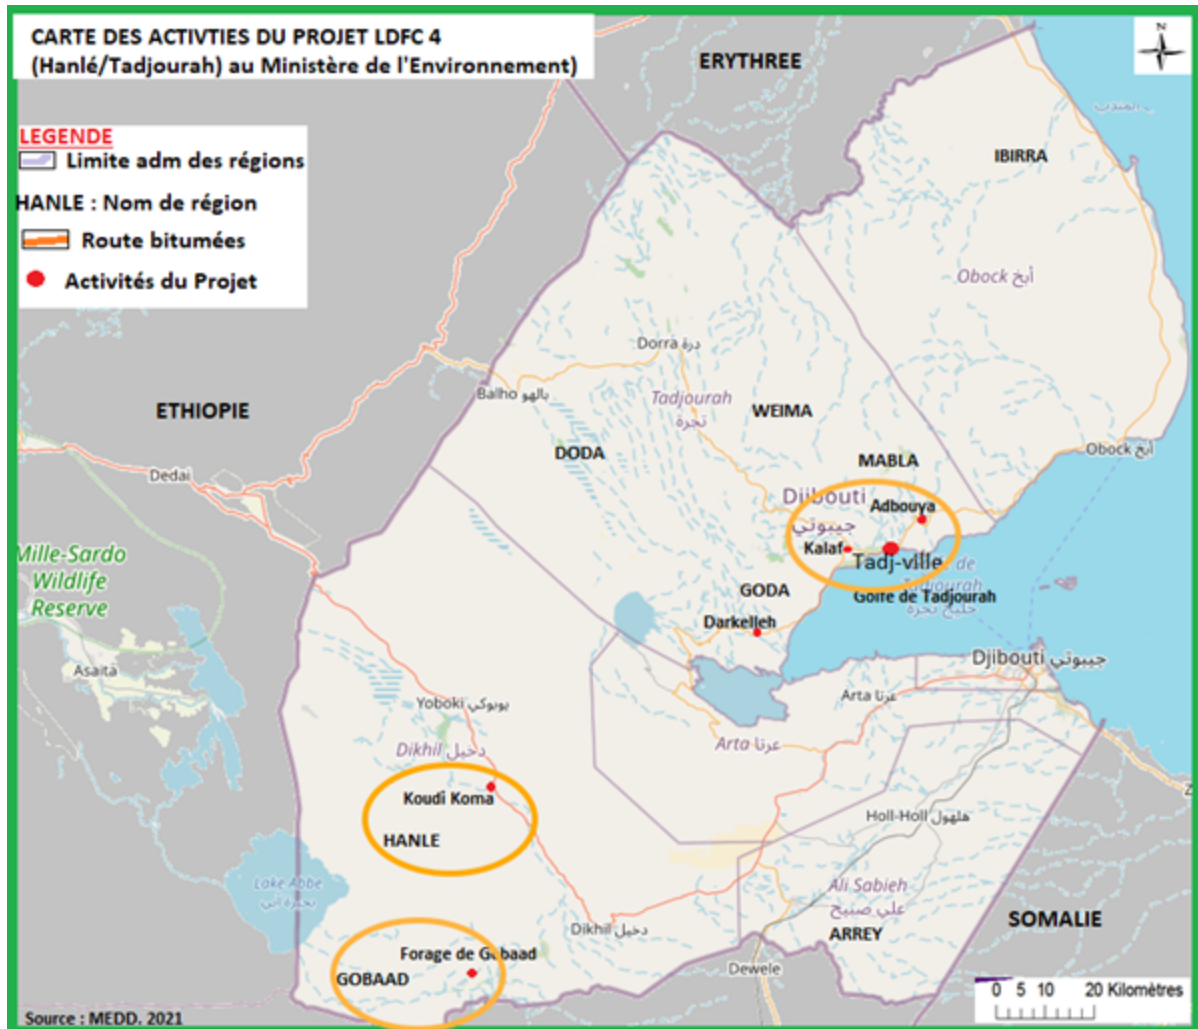 CARTE DES ACTIVTIES DU PROJET LDFC 4
(Hanlé/Tadjourah) au Ministère de l'Environnement)
N
LEGENDE
Limite adm des régions
HANLE : Nom de région
Route bitumées
Activités du Projet
ERYTHREE
IBIRRA
Obock أبخ
Dorra درة
Balho بالهو
Tadjourah
تجرة
WEIMA
ETHIOPIE
DODA
Obock أبخ
MABLA
Dedai
Djibouti
جيبوتي
Adbouya
Kalaf
Tadj-ville
de
Tadjourah
Golfe de Tadjourah
خليج تجرة
Mille-Sardo
Wildlife
Reserve
GODA
Darkelleh
Djibouti جيبوتي
Asaita
Arta عرتا
Yoboki يوبوكي
Arta عرتا
Dikhil دخيل
Koudi Koma
Holl-Holl هلهول
HANLE
Lake Abbe
بحيرة أبي
Ali Sabieh
علي صبيح
ARREY
SOMALIE
Dikhil دخيل
Forage de Gobaad
GOBAAD
Dewele
0 5 10 20 Kilomètres
Source : MEDD. 2021